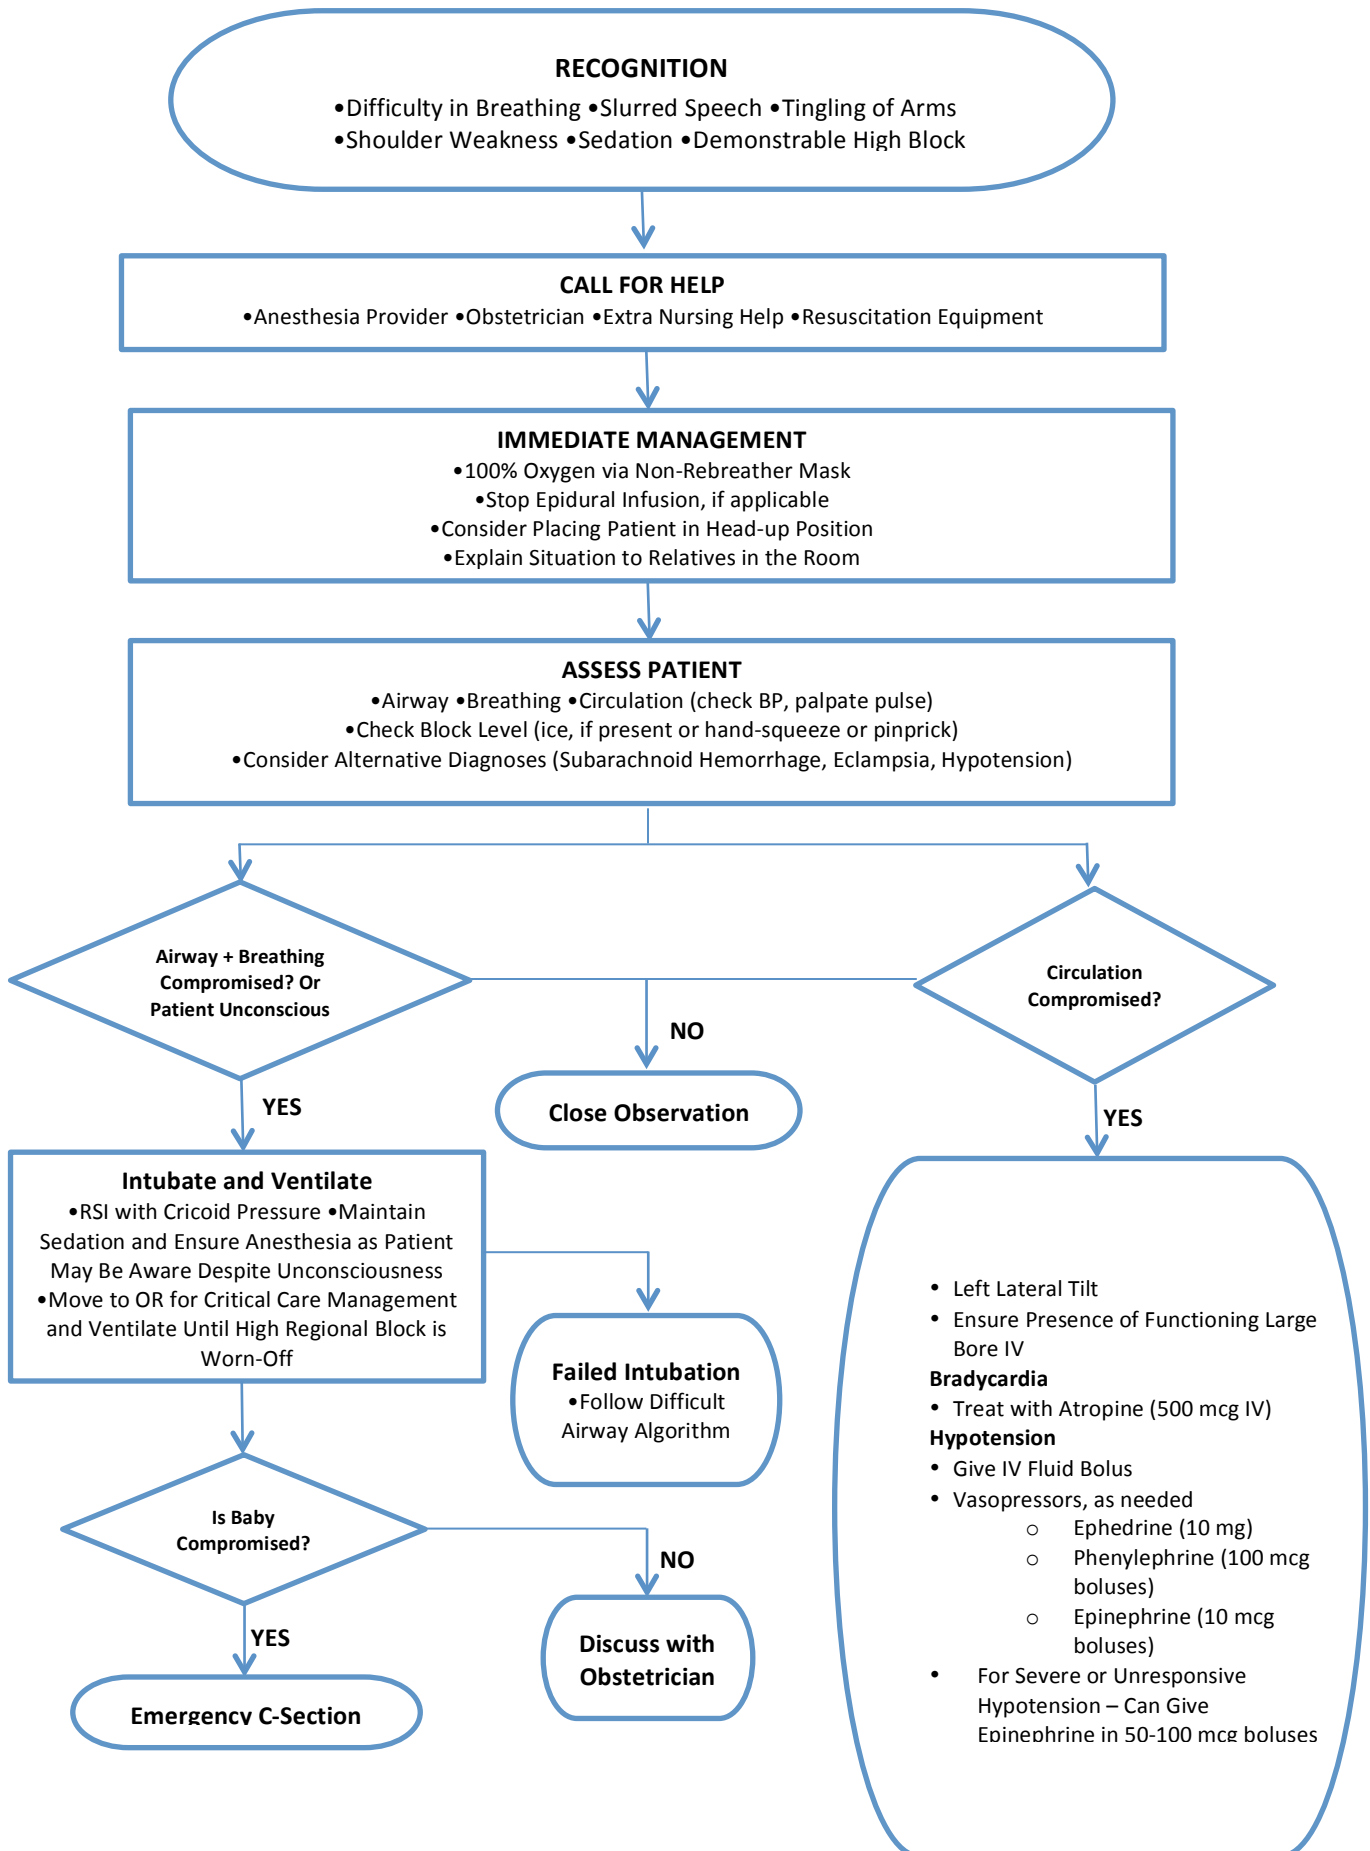 RECOGNITION
•Difficulty in Breathing •Slurred Speech •Tingling of Arms
•Shoulder Weakness •Sedation •Demonstrable High Block
CALL FOR HELP
•Anesthesia Provider •Obstetrician •Extra Nursing Help •Resuscitation Equipment
IMMEDIATE MANAGEMENT
•100% Oxygen via Non-Rebreather Mask
•Stop Epidural Infusion, if applicable
•Consider Placing Patient in Head-up Position
•Explain Situation to Relatives in the Room
ASSESS PATIENT
•Airway •Breathing •Circulation (check BP, palpate pulse)
•Check Block Level (ice, if present or hand-squeeze or pinprick)
•Consider Alternative Diagnoses (Subarachnoid Hemorrhage, Eclampsia, Hypotension)
Airway + Breathing
Compromised? Or
Patient Unconscious
Circulation
Compromised?
NO
Close Observation
YES
YES
Intubate and Ventilate
•RSI with Cricoid Pressure •Maintain
Sedation and Ensure Anesthesia as Patient
May Be Aware Despite Unconsciousness
•Move to OR for Critical Care Management
and Ventilate Until High Regional Block is
Worn-Off
Failed Intubation
•Follow Difficult
Airway Algorithm
Is Baby
Compromised?
NO
YES
Discuss with
Obstetrician
Emergency C-Section
• Left Lateral Tilt
• Ensure Presence of Functioning Large
Bore IV
Bradycardia
• Treat with Atropine (500 mcg IV)
Hypotension
• Give IV Fluid Bolus
• Vasopressors, as needed
o Ephedrine (10 mg)
o Phenylephrine (100 mcg
boluses)
o Epinephrine (10 mcg
boluses)
• For Severe or Unresponsive
Hypotension – Can Give
Epinephrine in 50-100 mcg boluses